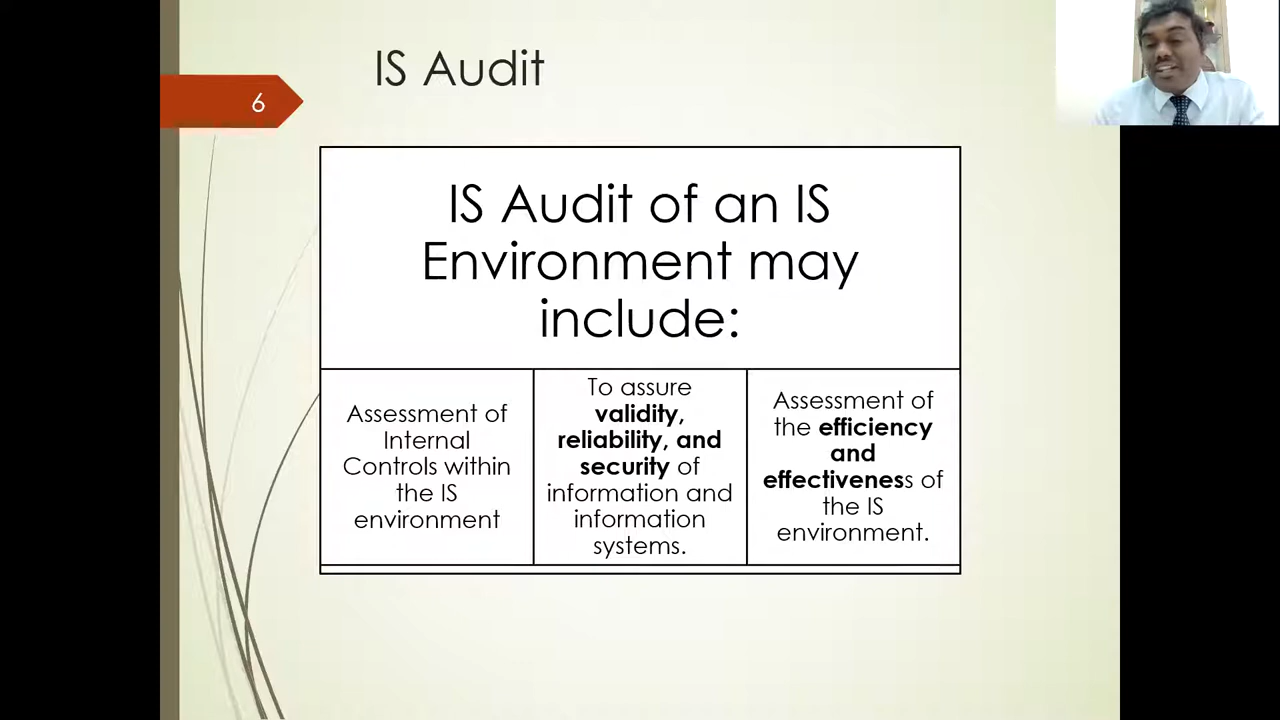 IS Audit
6
IS Audit of an IS
Environment may
include:
Assessment of
Internal
Controls within
the IS
environment
To assure
validity,
reliability, and
security of
information and
information
systems.
Assessment of
the efficiency
and
effectiveness of
the IS
environment.